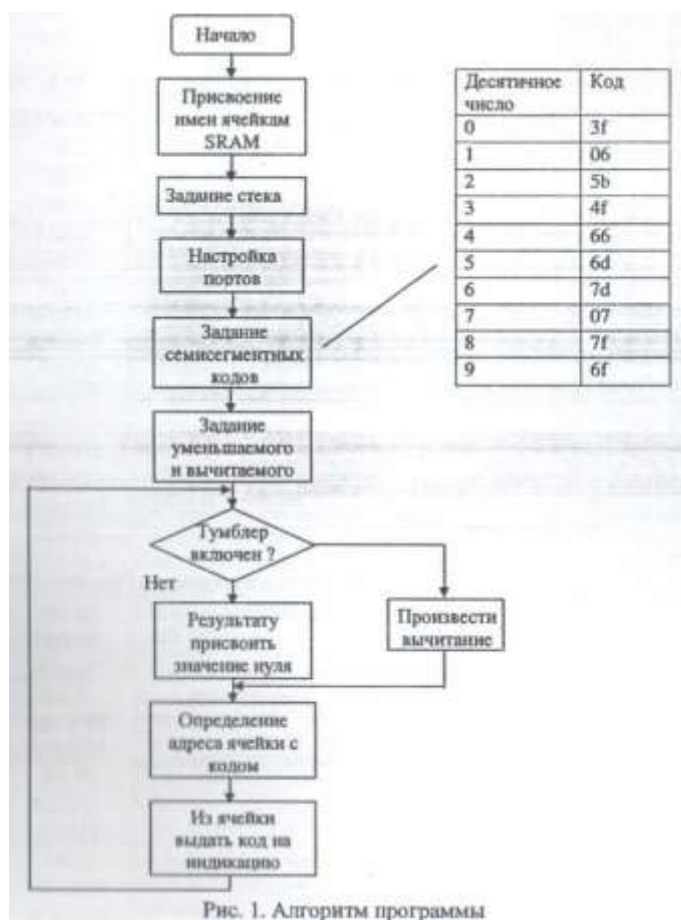 Начало
Присвоение
имен ячейкам
SRAM
Задание стека
Настройка
портов
Задание
семисегментных
кодов
Задание
уменьшаемого
и вычитаемого
Тумблер
включен ?
Нет
Результату
присвоить
значение нуля
Произвести
вычитание
Определение
адреса ячейки с
кодом
Из ячейки
выдать код на
индикацию
Десятичное число Код
0 3f
1 06
2 5b
3 4f
4 66
5 6d
6 7d
7 07
8 7f
9 6f
Рис. 1. Алгоритм программы